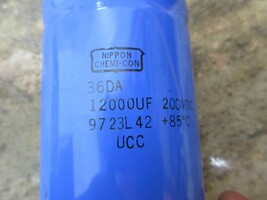 NIPPON
CHEMI-CON
36DA
12000UF 200VDC
9723L42 +85°C
UCC